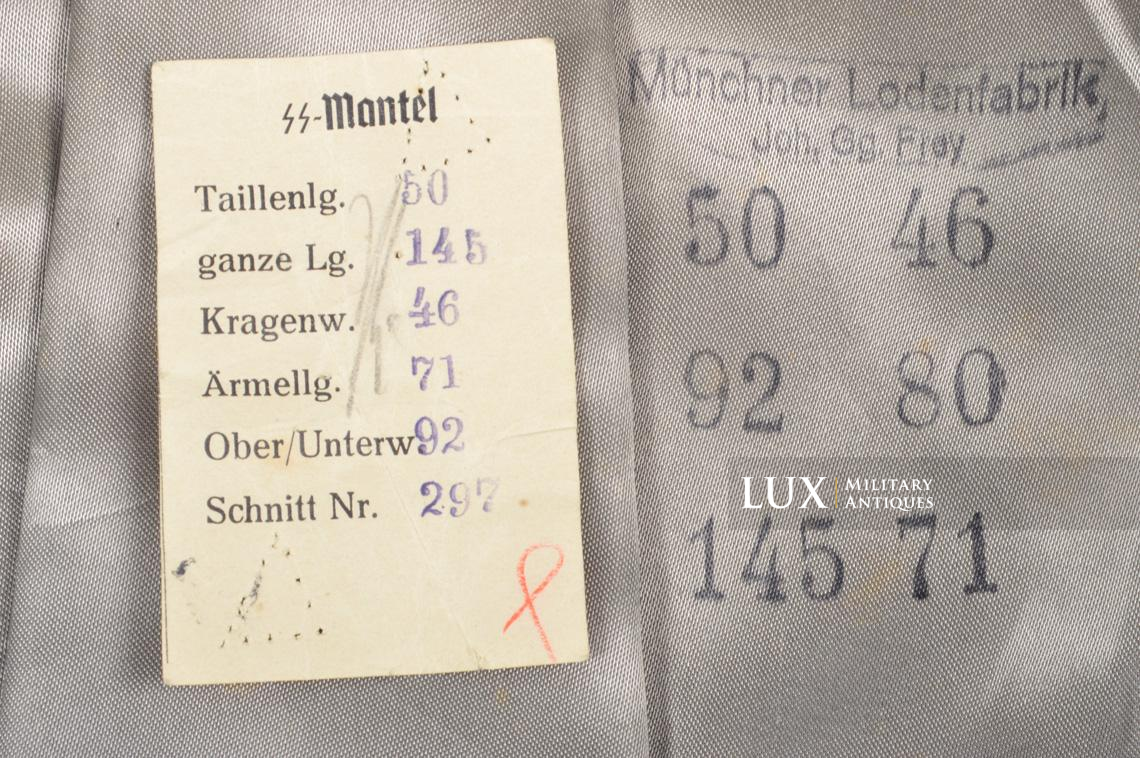 ᛋᛋ-Mantel
Taillenlg. 50
ganze Lg. 145
Kragenw. 46
Ärmellg. 71
Ober/Unterw 92
Schnitt Nr. 297
Münchner Lodenfabrik,
Joh. Gg. Frey
50 46
92 80
145 71
LUX MILITARY
ANTIQUES